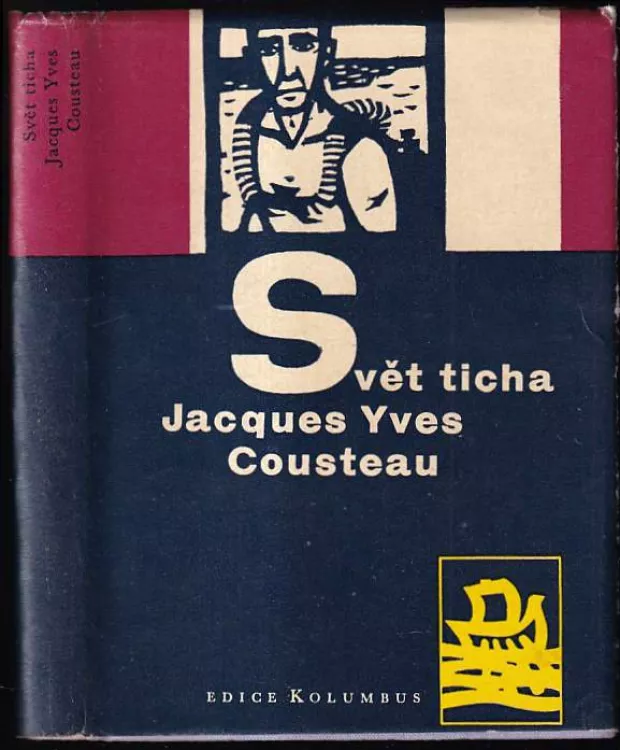 Svět ticha
Jacques Yves
Cousteau
Svět ticha
Jacques Yves
Cousteau
EDICE KOLUMBUS